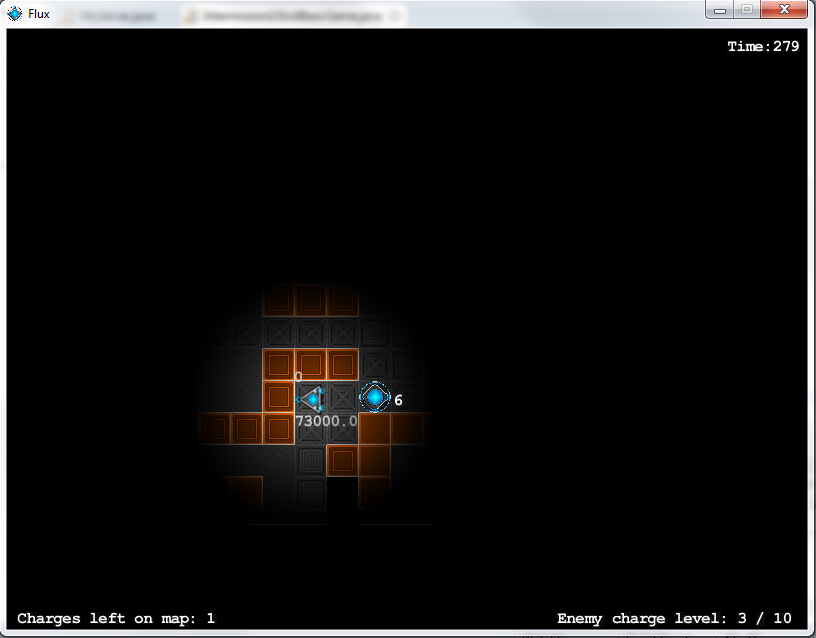 Flux
Time:279
0
6
73000.0
Charges left on map: 1
Enemy charge level: 3 / 10